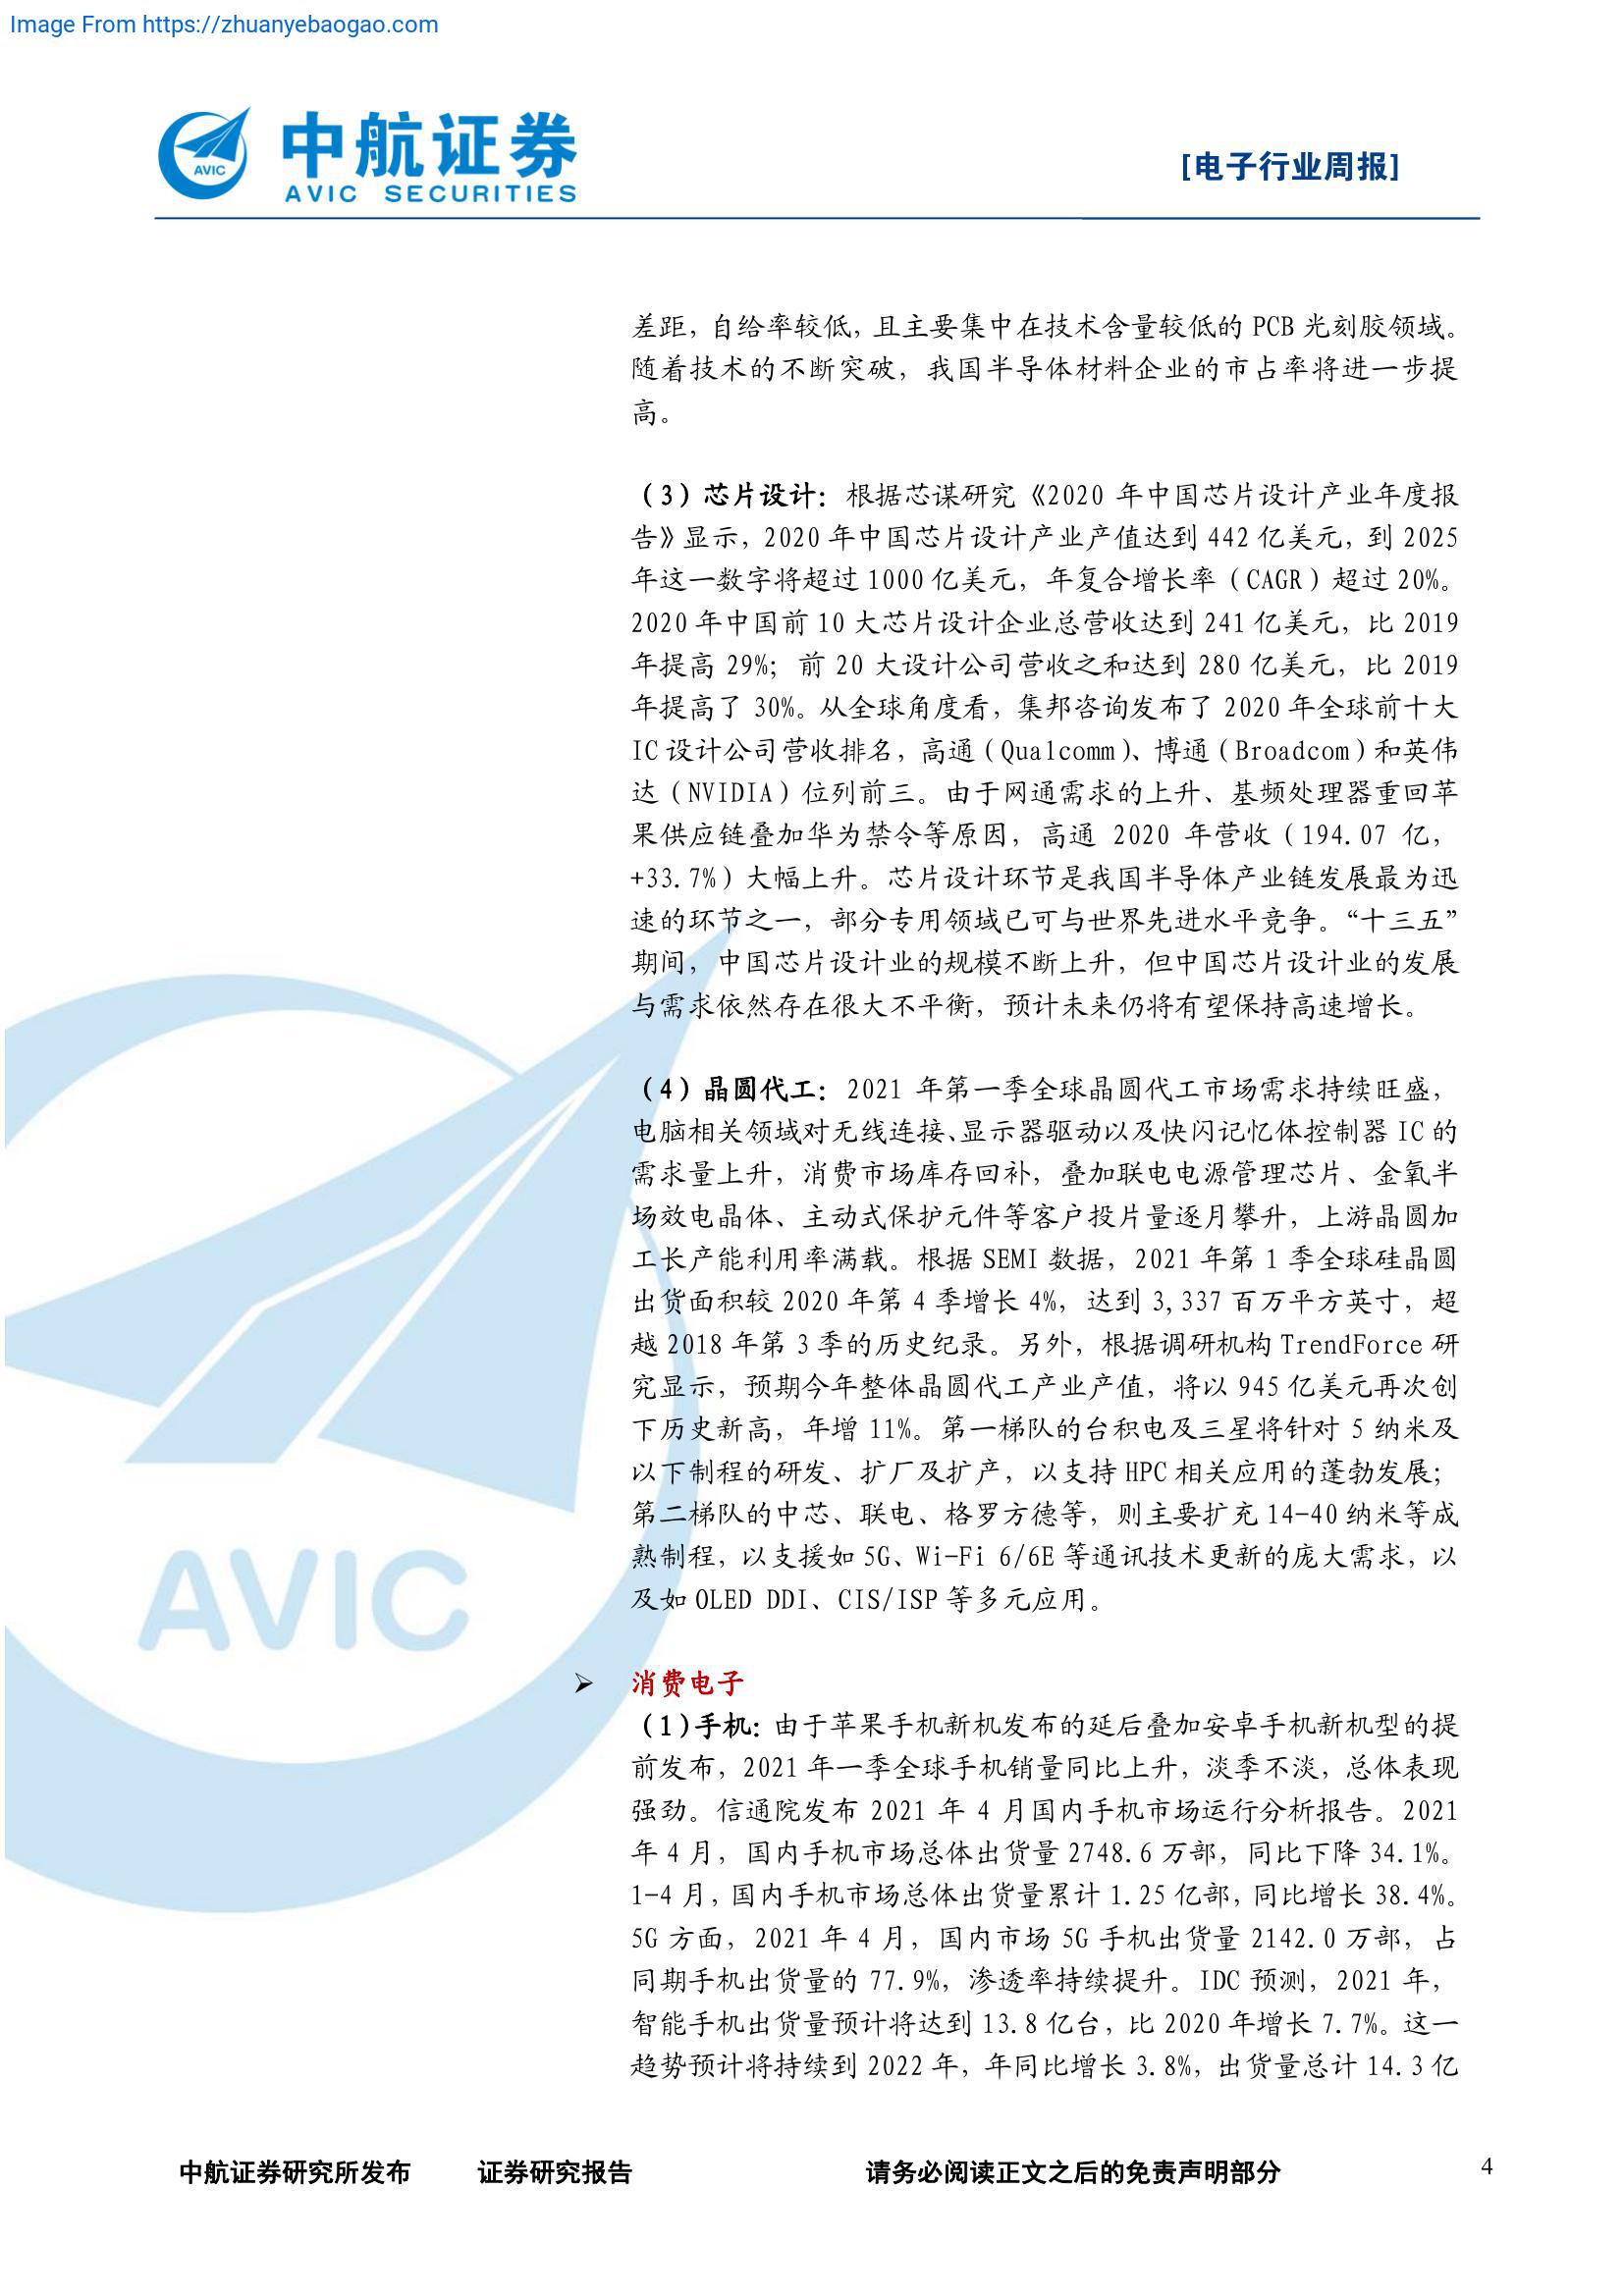 Image From https://zhuanyebaogao.com
AVIC
中航证券
AVIC SECURITIES
[电子行业周报]
差距，自给率较低，且主要集中在技术含量较低的 PCB 光刻胶领域。
随着技术的不断突破，我国半导体材料企业的市占率将进一步提
高。
（3）芯片设计：根据芯谋研究《2020 年中国芯片设计产业年度报
告》显示，2020 年中国芯片设计产业产值达到 442 亿美元，到 2025
年这一数字将超过 1000 亿美元，年复合增长率（CAGR）超过 20%。
2020 年中国前 10 大芯片设计企业总营收达到 241 亿美元，比 2019
年提高 29%；前 20 大设计公司营收之和达到 280 亿美元，比 2019
年提高了 30%。从全球角度看，集邦咨询发布了 2020 年全球前十大
IC 设计公司营收排名，高通（Qualcomm）、博通（Broadcom）和英伟
达（NVIDIA）位列前三。由于网通需求的上升、基频处理器重回苹
果供应链叠加华为禁令等原因，高通 2020 年营收（194.07 亿，
+33.7%）大幅上升。芯片设计环节是我国半导体产业链发展最为迅
速的环节之一，部分专用领域已可与世界先进水平竞争。“十三五”
期间，中国芯片设计业的规模不断上升，但中国芯片设计业的发展
与需求依然存在很大不平衡，预计未来仍将有望保持高速增长。
（4）晶圆代工：2021 年第一季全球晶圆代工市场需求持续旺盛，
电脑相关领域对无线连接、显示器驱动以及快闪记忆体控制器 IC 的
需求量上升，消费市场库存回补，叠加联电电源管理芯片、金氧半
场效电晶体、主动式保护元件等客户投片量逐月攀升，上游晶圆加
工长产能利用率满载。根据 SEMI 数据，2021 年第 1 季全球硅晶圆
出货面积较 2020 年第 4 季增长 4%，达到 3,337 百万平方英寸，超
越 2018 年第 3 季的历史纪录。另外，根据调研机构 TrendForce 研
究显示，预期今年整体晶圆代工产业产值，将以 945 亿美元再次创
下历史新高，年增 11%。第一梯队的台积电及三星将针对 5 纳米及
以下制程的研发、扩厂及扩产，以支持 HPC 相关应用的蓬勃发展；
第二梯队的中芯、联电、格罗方德等，则主要扩充 14-40 纳米等成
熟制程，以支援如 5G、Wi-Fi 6/6E 等通讯技术更新的庞大需求，以
及如 OLED DDI、CIS/ISP 等多元应用。
AVIC
➢ 消费电子
（1)手机：由于苹果手机新机发布的延后叠加安卓手机新机型的提
前发布，2021 年一季全球手机销量同比上升，淡季不淡，总体表现
强劲。信通院发布 2021 年 4 月国内手机市场运行分析报告。2021
年 4 月，国内手机市场总体出货量 2748.6 万部，同比下降 34.1%。
1-4 月，国内手机市场总体出货量累计 1.25 亿部，同比增长 38.4%。
5G 方面，2021 年 4 月，国内市场 5G 手机出货量 2142.0 万部，占
同期手机出货量的 77.9%，渗透率持续提升。IDC 预测，2021 年，
智能手机出货量预计将达到 13.8 亿台，比 2020 年增长 7.7%。这一
趋势预计将持续到 2022 年，年同比增长 3.8%，出货量总计 14.3 亿
中航证券研究所发布 证券研究报告 请务必阅读正文之后的免责声明部分 4